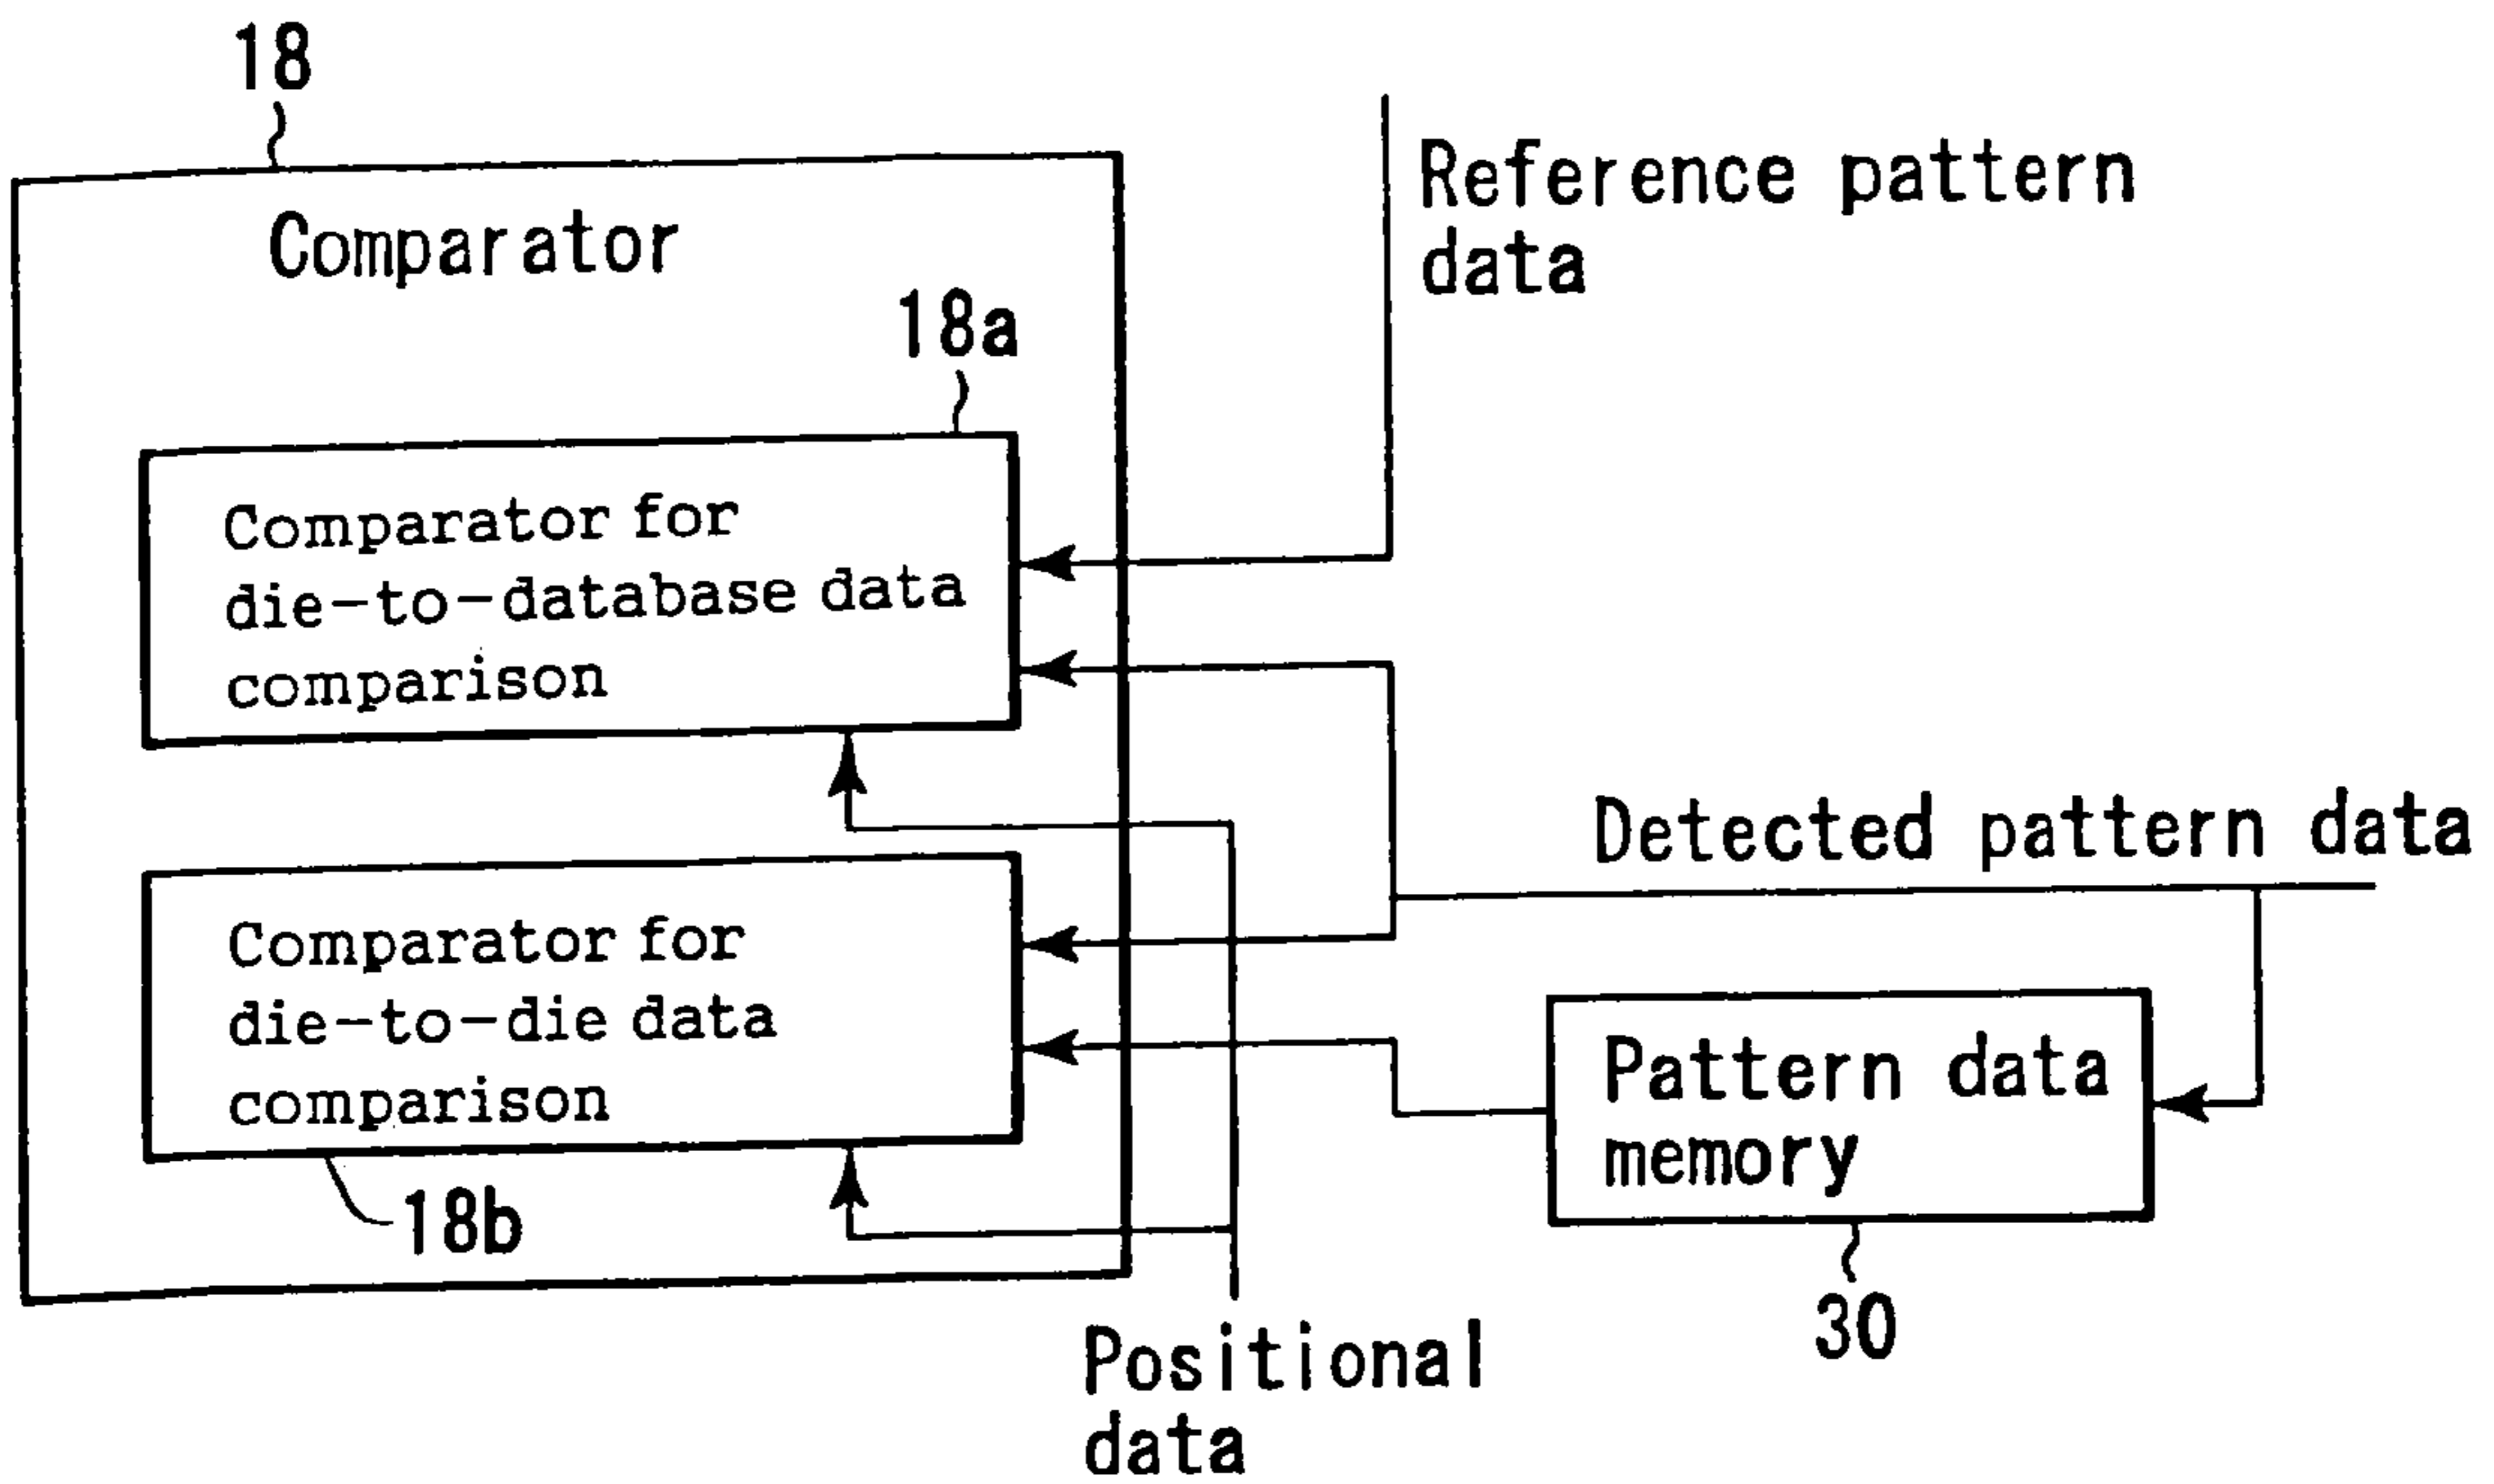 18
Comparator
Reference pattern
data
18a
Comparator for
die-to-database data
comparison
Detected pattern data
Comparator for
die-to-die data
comparison
Pattern data
memory
18b
30
Positional
data